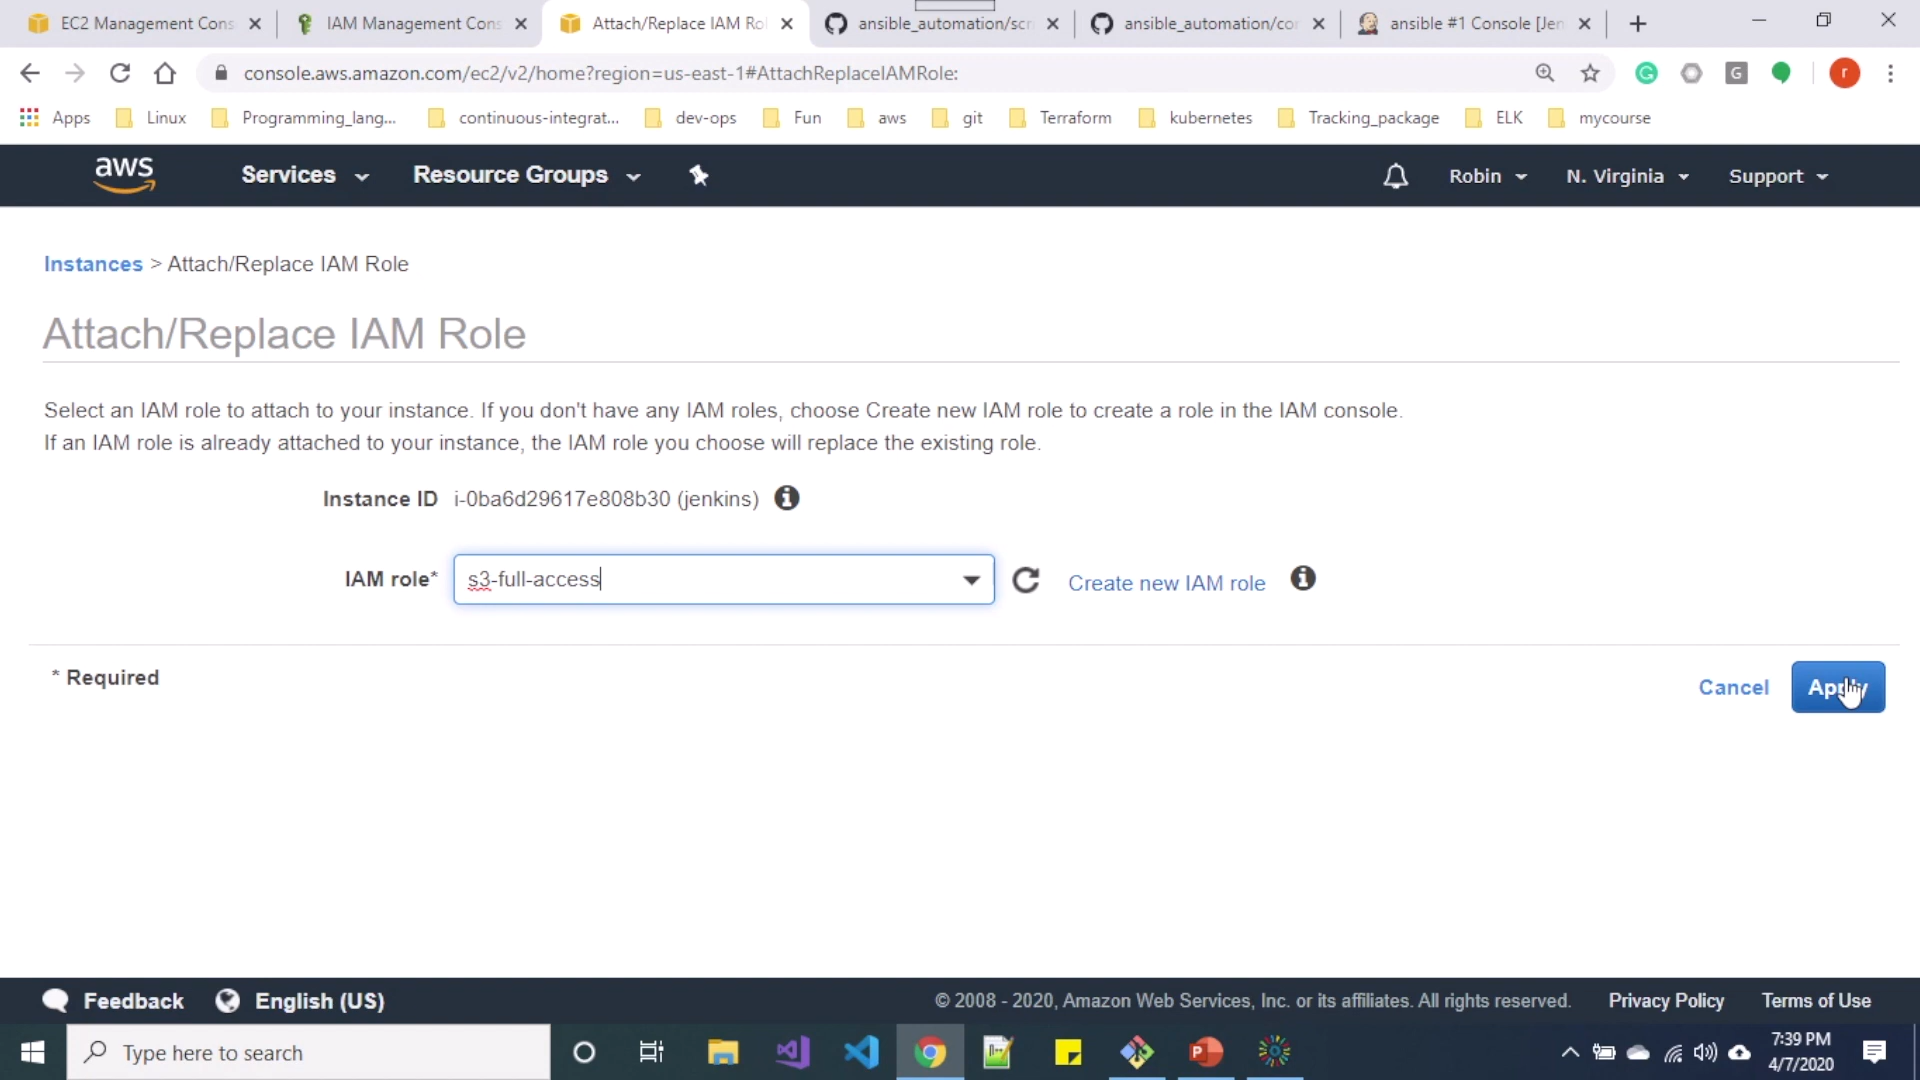 EC2 Management Cons
IAM Management Cons
Attach/Replace IAM Rol
ansible_automation/scri
ansible_automation/con
ansible #1 Console [Jen
console.aws.amazon.com/ec2/v2/home?region=us-east-1#AttachReplaceIAMRole:
G
r
Apps
Linux
Programming_lang...
continuous-integrat...
dev-ops
Fun
aws
git
Terraform
kubernetes
Tracking_package
ELK
mycourse
aws
Services
Resource Groups
Robin
N. Virginia
Support
Instances > Attach/Replace IAM Role
Attach/Replace IAM Role
Select an IAM role to attach to your instance. If you don't have any IAM roles, choose Create new IAM role to create a role in the IAM console.
If an IAM role is already attached to your instance, the IAM role you choose will replace the existing role.
Instance ID i-0ba6d29617e808b30 (jenkins)
IAM role* s3-full-access
Create new IAM role
* Required
Cancel
Apply
Feedback
English (US)
© 2008 - 2020, Amazon Web Services, Inc. or its affiliates. All rights reserved.
Privacy Policy
Terms of Use
Type here to search
7:39 PM
4/7/2020